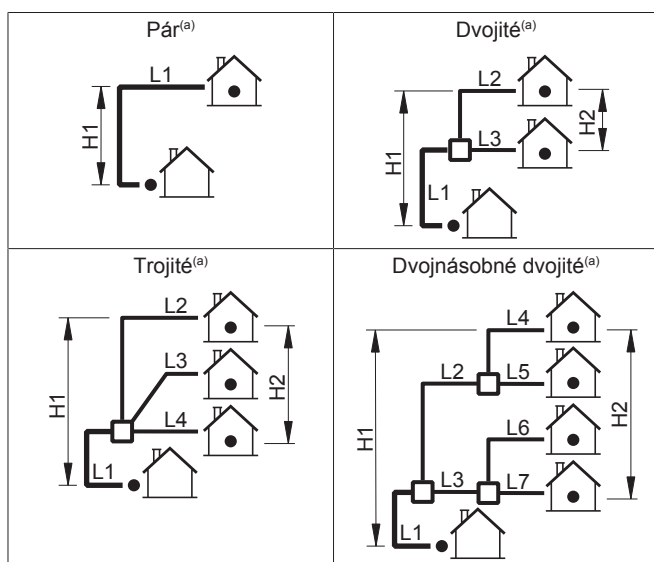 Pár(a)
L1
H1
Dvojité(a)
L2
H2
L3
H1
L1
Trojité(a)
L2
L3
H2
H1
L4
L1
Dvojnásobné dvojité(a)
L4
L2
L5
H1
H2
L6
L3
L7
L1